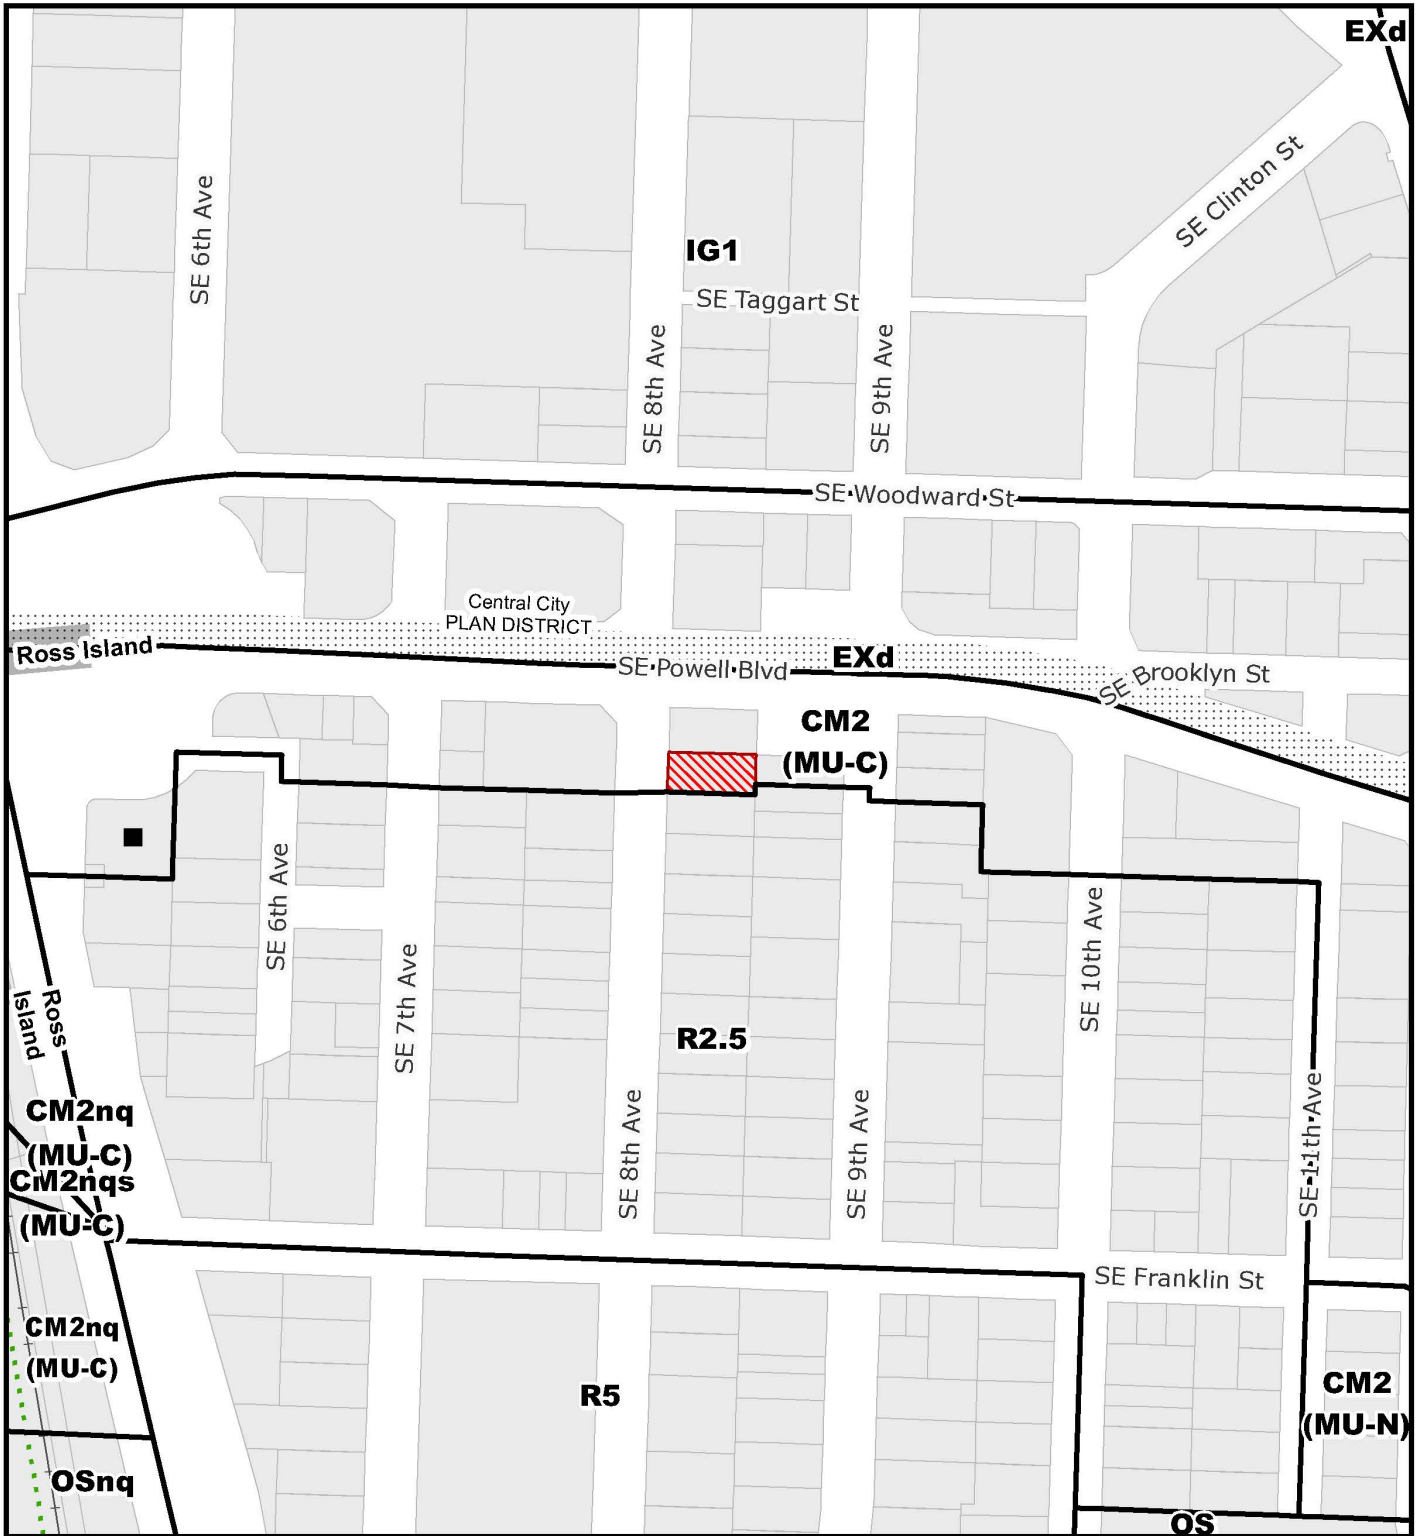 EXd
SE Clinton St
SE 6th Ave
IG1
SE Taggart St
SE 8th Ave
SE 9th Ave
SE Woodward St
Central City
PLAN DISTRICT
Ross Island
SE Powell Blvd
EXd
SE Brooklyn St
CM2
(MU-C)
SE 6th Ave
SE 7th Ave
SE 10th Ave
Ross
Island
R2.5
SE 8th Ave
SE 9th Ave
SE 11th Ave
CM2nq
(MU-C)
CM2nqs
(MU-C)
SE Franklin St
CM2nq
(MU-C)
R5
CM2
(MU-N)
OSnq
OS